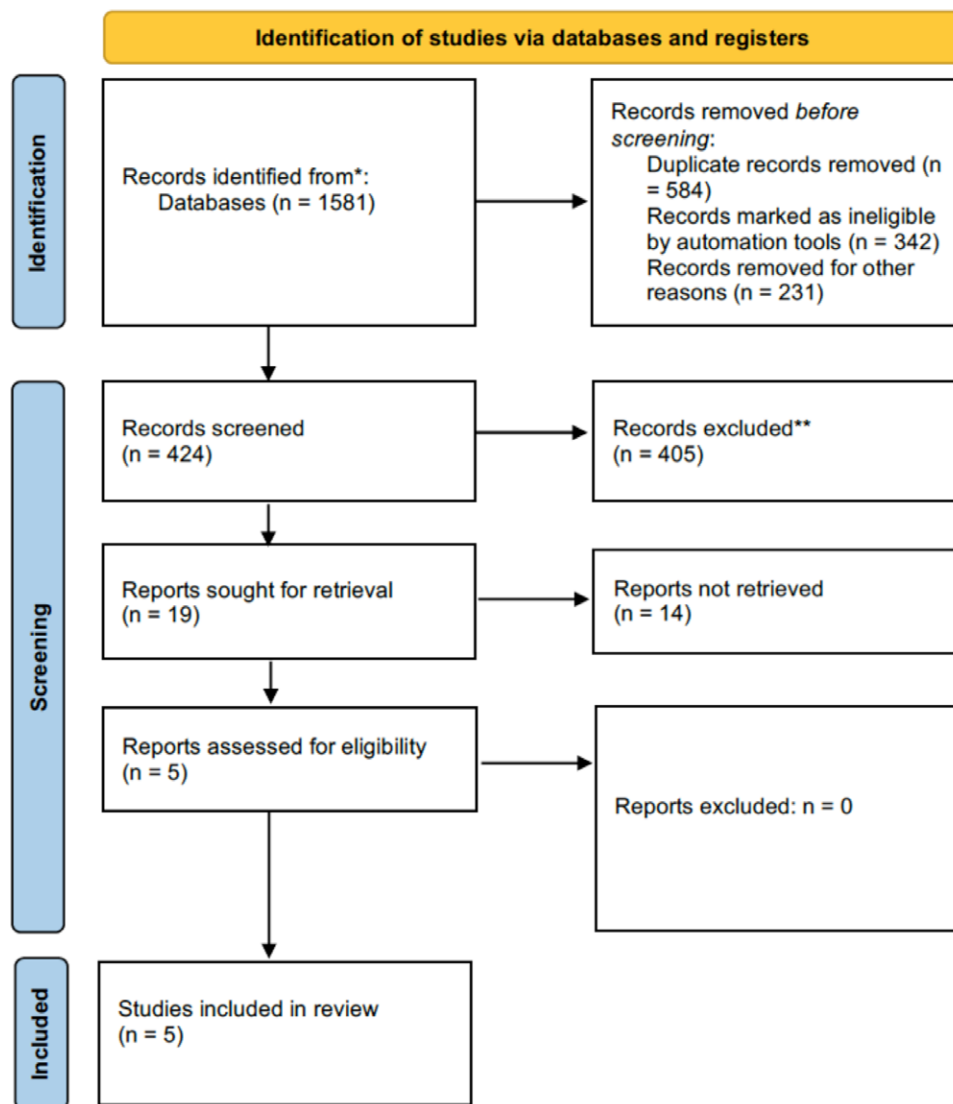 Identification of studies via databases and registers
Identification
Records identified from*:
Databases (n = 1581)
Records removed before
screening:
Duplicate records removed (n
= 584)
Records marked as ineligible
by automation tools (n = 342)
Records removed for other
reasons (n = 231)
Screening
Records screened
(n = 424)
Records excluded**
(n = 405)
Reports sought for retrieval
(n = 19)
Reports not retrieved
(n = 14)
Reports assessed for eligibility
(n = 5)
Reports excluded: n = 0
Included
Studies included in review
(n = 5)